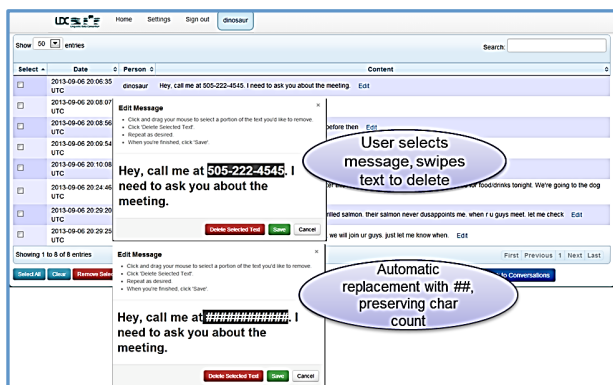 LDC
Home Settings Sign out dinosaur
Show 50 entries
Search:
Select Date Person Content
2013-09-06 20:06:35 UTC dinosaur Hey, call me at 505-222-4545. I need to ask you about the meeting. Edit
2013-09-06 20:08:07 UTC
2013-09-06 20:08:56 UTC before then Edit
2013-09-06 20:09:54 UTC
2013-09-06 20:10:08 UTC
2013-09-06 20:24:46 UTC for food/drinks tonight. We're going to the dog
2013-09-06 20:29:20 UTC grilled salmon. their salmon never dusappoints me. when r u guys meet. let me check Edit
2013-09-06 20:29:25 UTC we will join ur guys. just let me know when. Edit
Edit Message ×
• Click and drag your mouse to select a portion of the text you'd like to remove.
• Click 'Delete Selected Text'.
• Repeat as desired.
• When you're finished, click 'Save'.
Hey, call me at 505-222-4545. I
need to ask you about the
meeting.
Delete Selected Text Save Cancel
User selects
message, swipes
text to delete
Showing 1 to 8 of 8 entries
First Previous 1 Next Last
Select All Clear Remove Sele
to Conversations
Edit Message ×
• Click and drag your mouse to select a portion of the text you'd like to remove.
• Click 'Delete Selected Text'.
• Repeat as desired.
• When you're finished, click 'Save'.
Hey, call me at ############. I
need to ask you about the
meeting.
Delete Selected Text Save Cancel
Automatic
replacement with ##,
preserving char
count